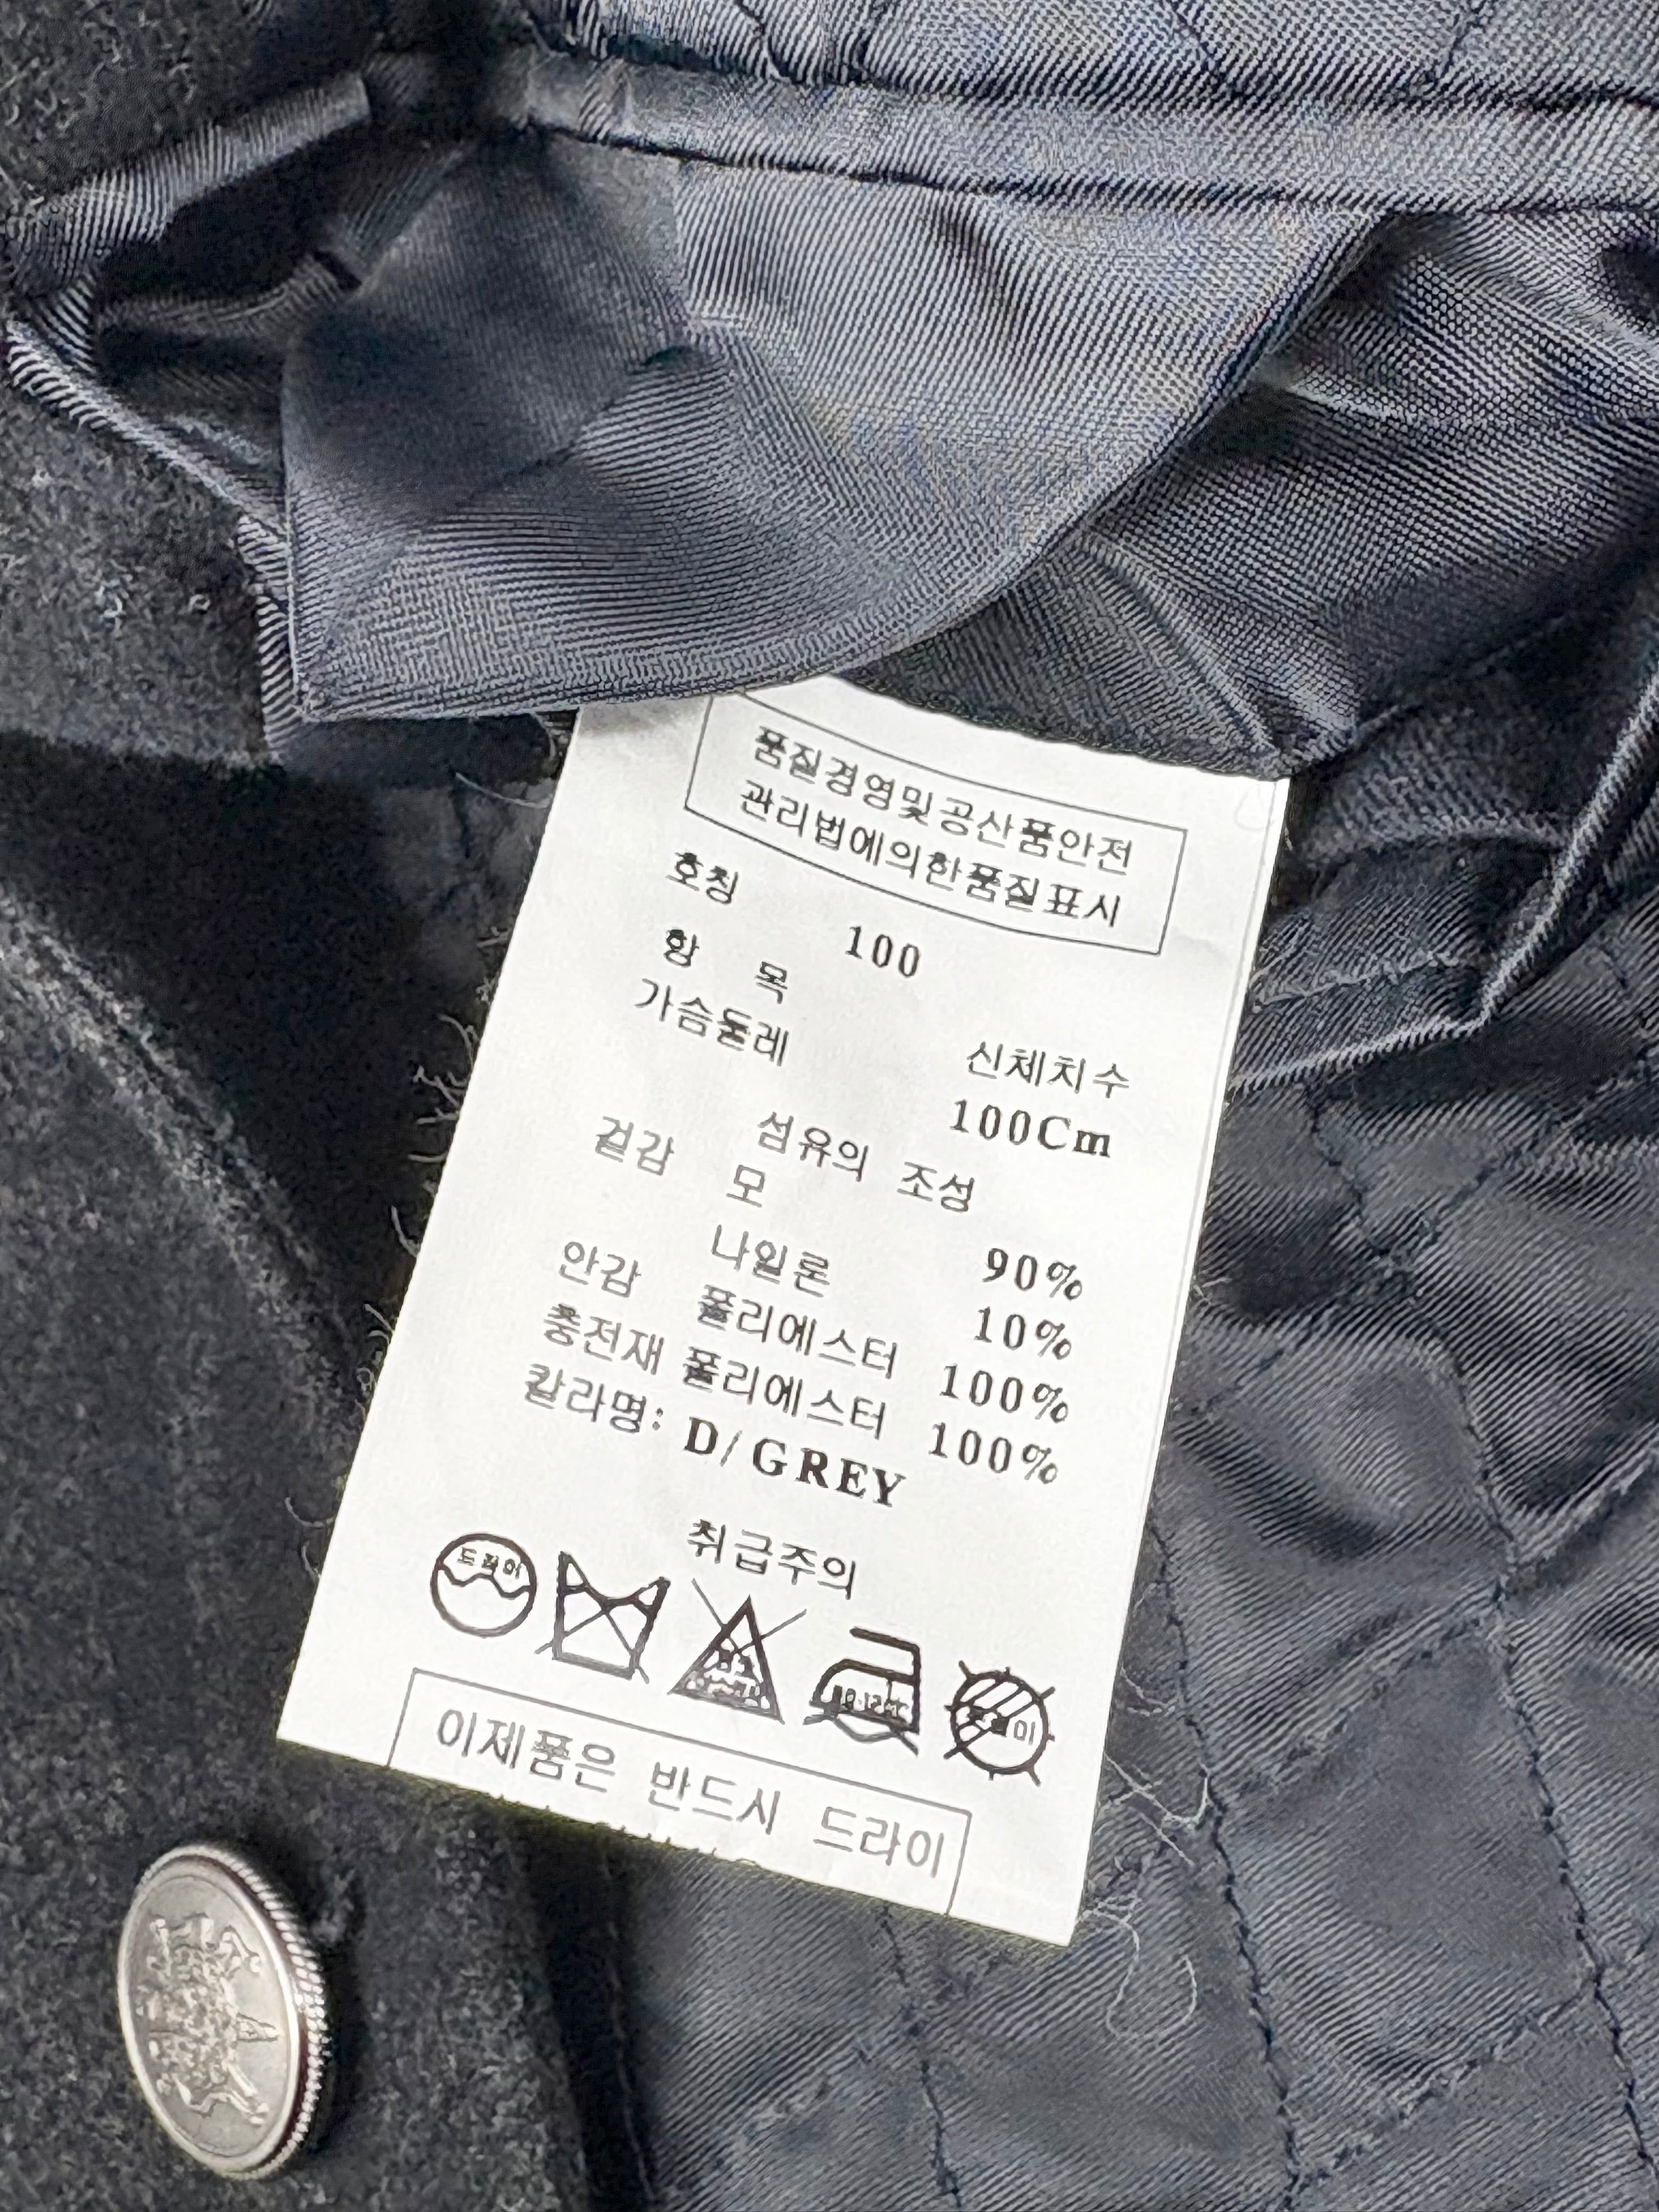 품질경영및공산품안전
관리법에의한품질표시
호칭 100
항 목 신체치수
가슴둘레 100Cm
섬유의 조성
겉감 모 90%
나일론 10%
안감 폴리에스터 100%
충전재 폴리에스터 100%
칼라명: D/GREY
취급주의
드라이
이제품은 반드시 드라이